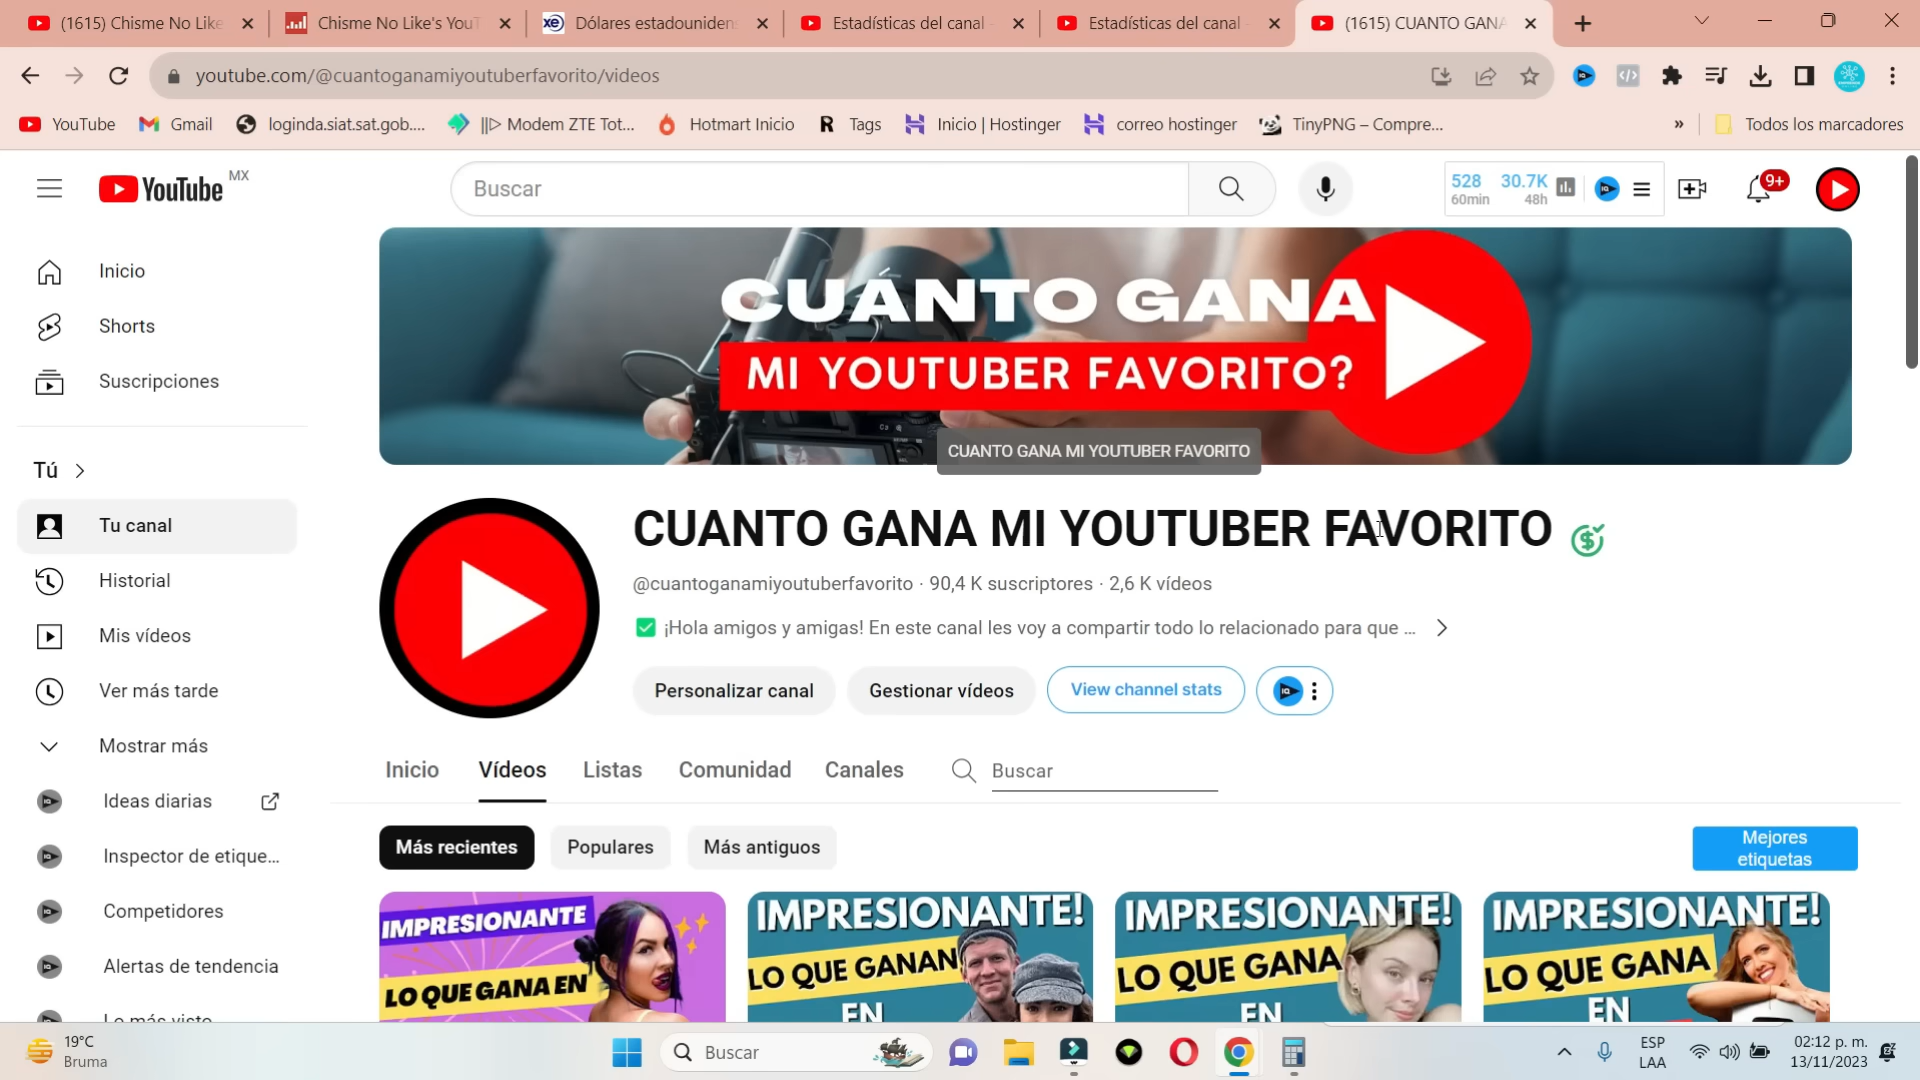 (1615) Chisme No Like
Chisme No Like's YouT
Dólares estadouniden
Estadísticas del canal -
Estadísticas del canal -
(1615) CUANTO GANA
youtube.com/@cuantoganamiyoutuberfavorito/videos
YouTube
Gmail
loginda.siat.sat.gob....
||▷ Modem ZTE Tot...
Hotmart Inicio
R Tags
Inicio | Hostinger
correo hostinger
TinyPNG – Compre...
»
Todos los marcadores
YouTube MX
Buscar
528 30.7K
60min 48h
9+
Inicio
Shorts
Suscripciones
Tú
Tu canal
Historial
Mis vídeos
Ver más tarde
Mostrar más
Ideas diarias
Inspector de etique...
Competidores
Alertas de tendencia
Lo más visto
CUÁNTO GANA
MI YOUTUBER FAVORITO?
CUANTO GANA MI YOUTUBER FAVORITO
CUANTO GANA MI YOUTUBER FAVORITO
@cuantoganamiyoutuberfavorito · 90,4 K suscriptores · 2,6 K vídeos
✅ ¡Hola amigos y amigas! En este canal les voy a compartir todo lo relacionado para que ...
Personalizar canal
Gestionar vídeos
View channel stats
IQ
Inicio
Vídeos
Listas
Comunidad
Canales
Buscar
Más recientes
Populares
Más antiguos
Mejores
etiquetas
IMPRESIONANTE
LO QUE GANA EN
IMPRESIONANTE!
LO QUE GANAN
EN
IMPRESIONANTE!
LO QUE GANA
EN
IMPRESIONANTE!
LO QUE GANA
EN
19°C
Bruma
Buscar
ESP
LAA
02:12 p. m.
13/11/2023